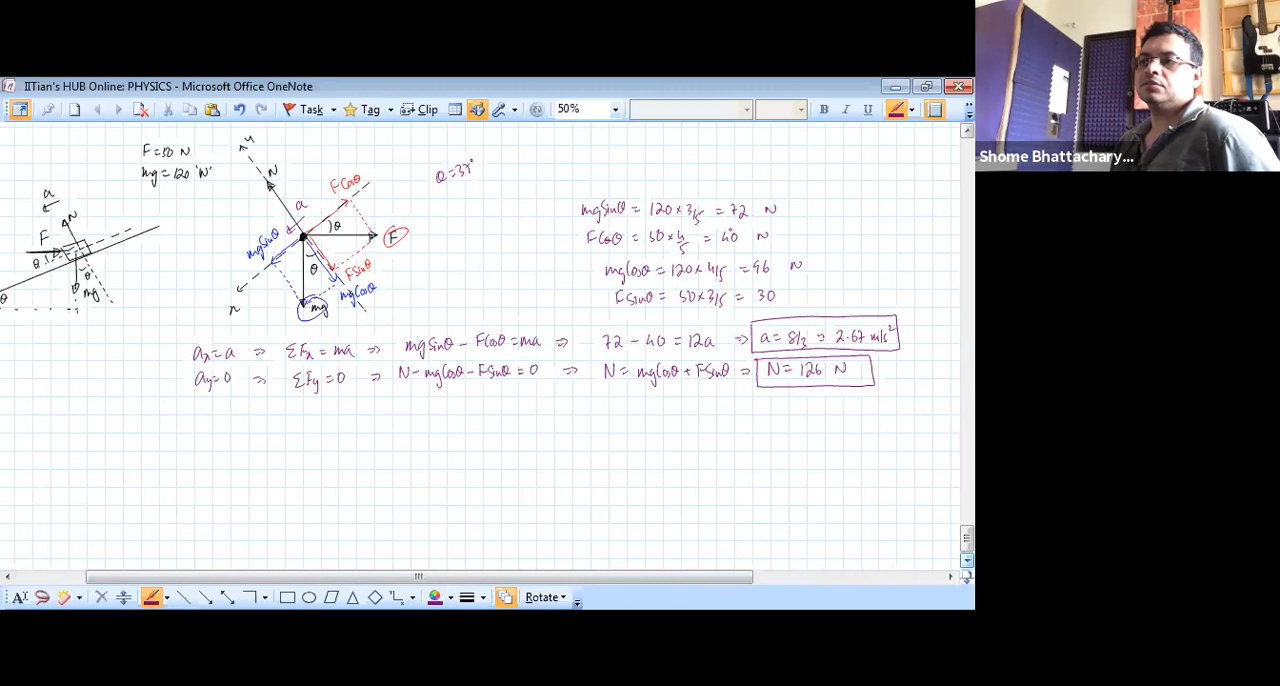 IITian's HUB Online: PHYSICS - Microsoft Office OneNote
Task Tag Clip 50% B I U
Shome Bhattachary...
F = 50 N
mg = 120 'N'
θ = 37°
a
N
F
θ
θ
mg
θ
y
N
a
Fcosθ
θ
F
mgsinθ
θ
Fsinθ
mgcosθ
mg
x
mgsinθ = 120 × 3/5 = 72 N
Fcosθ = 50 × 4/5 = 40 N
mgcosθ = 120 × 4/5 = 96 N
Fsinθ = 50 × 3/5 = 30
ax = a ⇒ ΣFx = ma ⇒ mgsinθ − Fcosθ = ma ⇒ 72 − 40 = 12a ⇒ a = 8/3 = 2.67 m/s²
ay = 0 ⇒ ΣFy = 0 ⇒ N − mgcosθ − Fsinθ = 0 ⇒ N = mgcosθ + Fsinθ ⇒ N = 126 N
Rotate